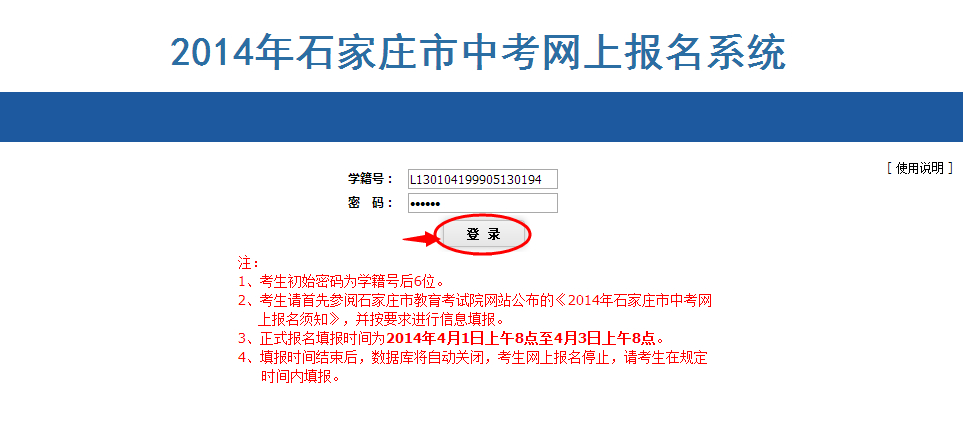 2014年石家庄市中考网上报名系统
[ 使用说明 ]
学籍号： L130104199905130194
密 码： ••••••
登 录
注：
1、考生初始密码为学籍号后6位。
2、考生请首先参阅石家庄市教育考试院网站公布的《2014年石家庄市中考网
上报名须知》，并按要求进行信息填报。
3、正式报名填报时间为2014年4月1日上午8点至4月3日上午8点。
4、填报时间结束后，数据库将自动关闭，考生网上报名停止，请考生在规定
时间内填报。